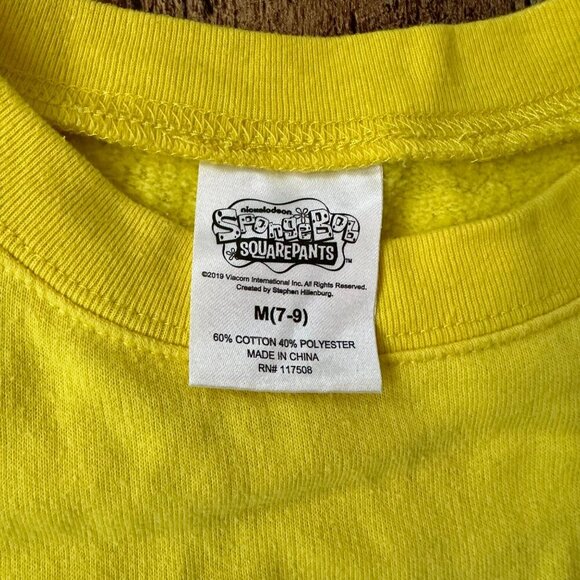 nickelodeon
SpongeBob
SQUAREPANTS
™
©2019 Viacom International Inc. All Rights Reserved.
Created by Stephen Hillenburg.
M(7-9)
60% COTTON 40% POLYESTER
MADE IN CHINA
RN# 117508